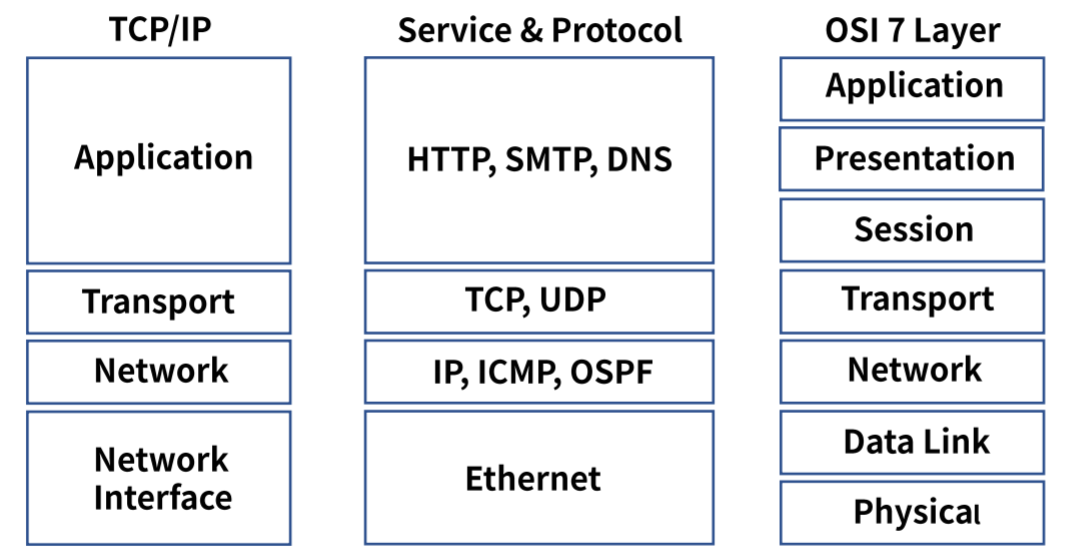 TCP/IP
Service & Protocol
OSI 7 Layer
Application
HTTP, SMTP, DNS
Application
Presentation
Session
Transport
TCP, UDP
Transport
Network
IP, ICMP, OSPF
Network
Network
Interface
Ethernet
Data Link
Physical